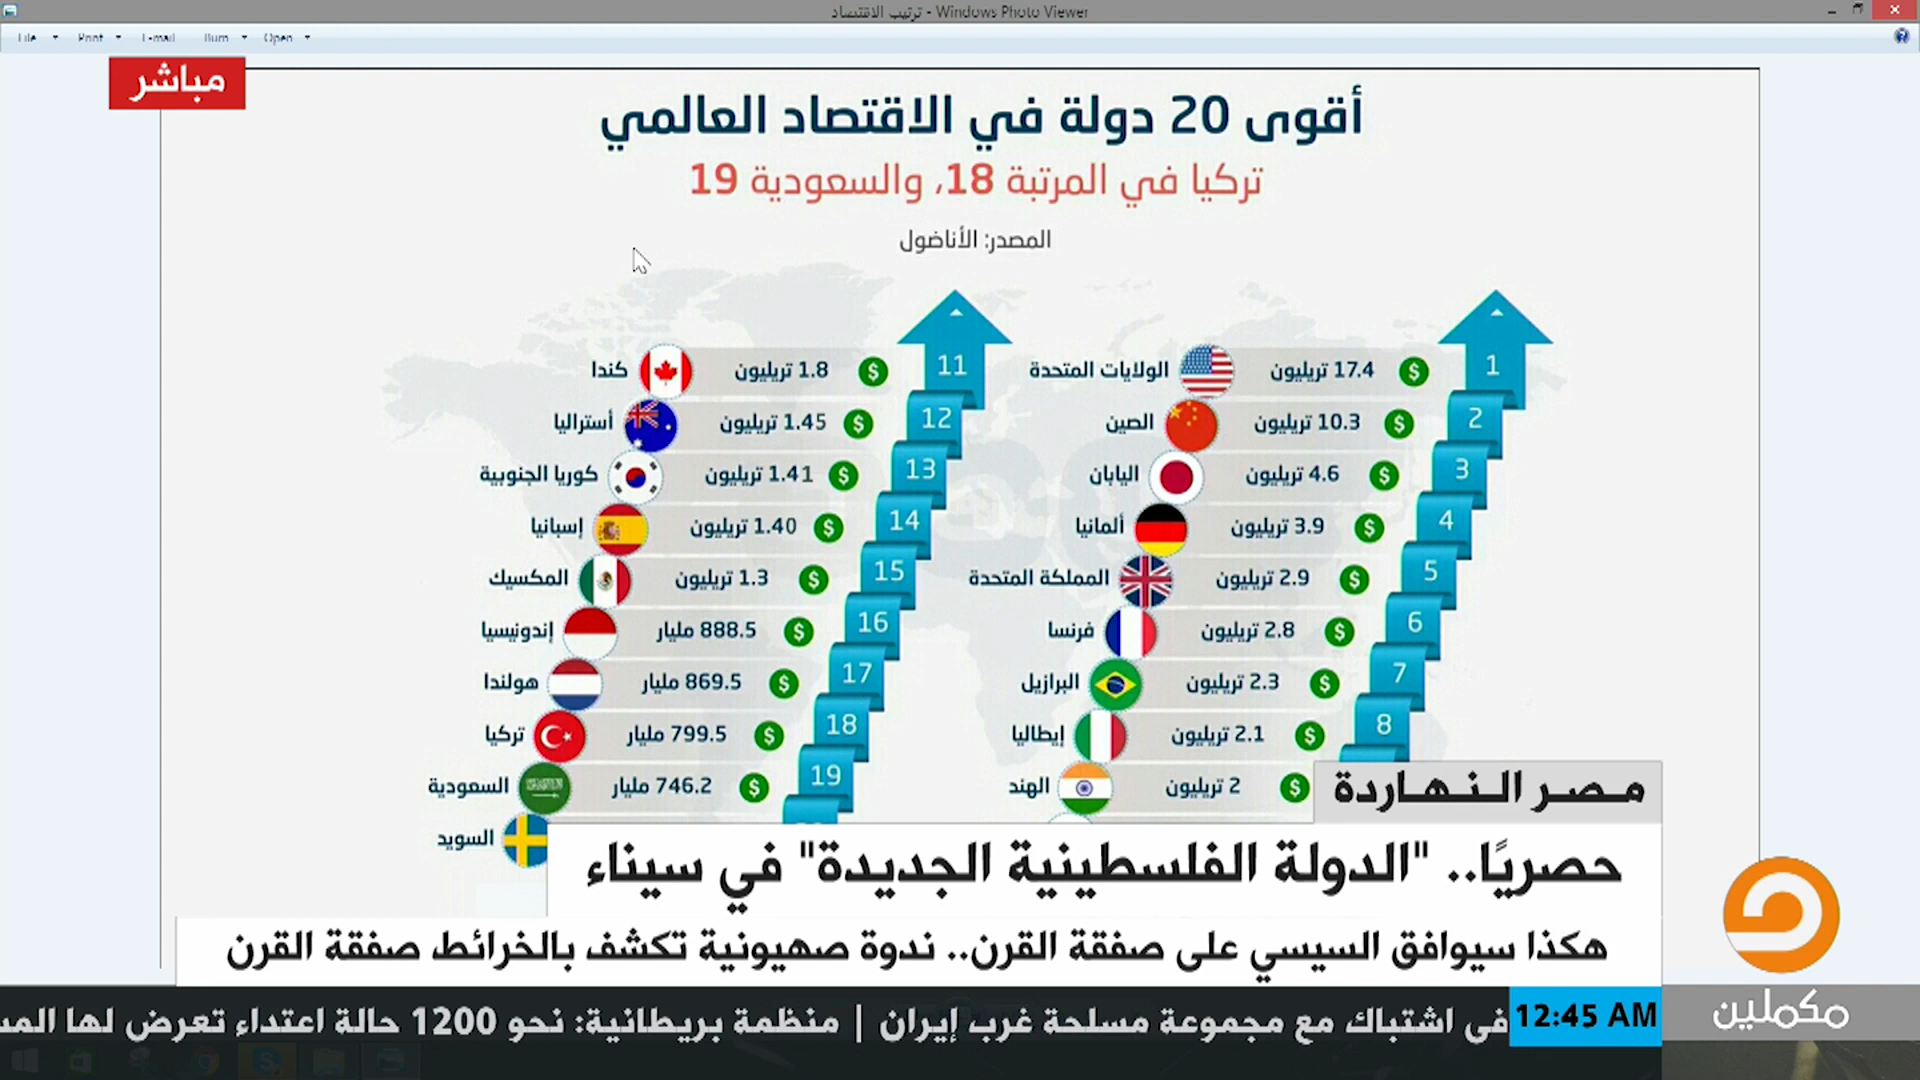 ترتيب الاقتصاد - Windows Photo Viewer
File Print E-mail Burn Open
مباشر
أقوى 20 دولة في الاقتصاد العالمي
تركيا في المرتبة 18، والسعودية 19
المصدر: الأناضول
1 $ 17.4 تريليون الولايات المتحدة
2 $ 10.3 تريليون الصين
3 $ 4.6 تريليون اليابان
4 $ 3.9 تريليون ألمانيا
5 $ 2.9 تريليون المملكة المتحدة
6 $ 2.8 تريليون فرنسا
7 $ 2.3 تريليون البرازيل
8 $ 2.1 تريليون إيطاليا
$ 2 تريليون الهند
11 $ 1.8 تريليون كندا
12 $ 1.45 تريليون أستراليا
13 $ 1.41 تريليون كوريا الجنوبية
14 $ 1.40 تريليون إسبانيا
15 $ 1.3 تريليون المكسيك
16 $ 888.5 مليار إندونيسيا
17 $ 869.5 مليار هولندا
18 $ 799.5 مليار تركيا
19 $ 746.2 مليار السعودية
السويد
مصر النهاردة
حصريًا.. "الدولة الفلسطينية الجديدة" في سيناء
هكذا سيوافق السيسي على صفقة القرن.. ندوة صهيونية تكشف بالخرائط صفقة القرن
12:45 AM
في اشتباك مع مجموعة مسلحة غرب إيران | منظمة بريطانية: نحو 1200 حالة اعتداء تعرض لها
مكملين